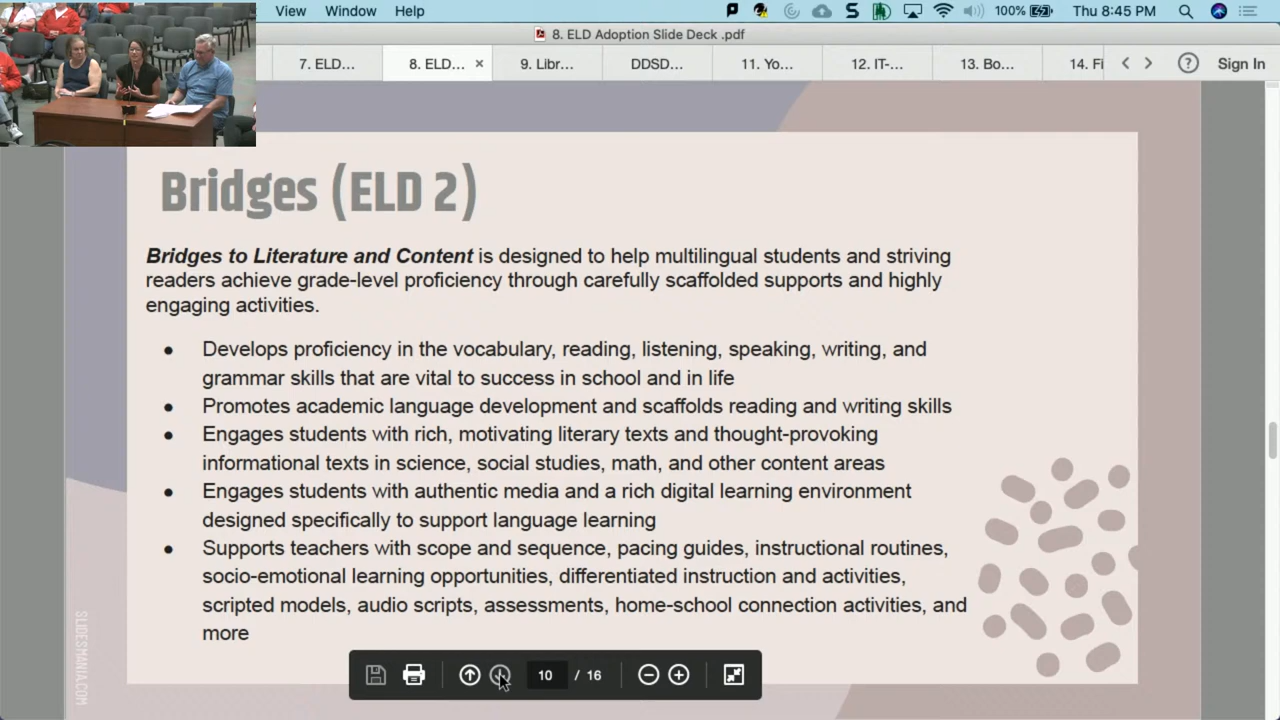 View Window Help
100% Thu 8:45 PM
8. ELD Adoption Slide Deck .pdf
7. ELD...
8. ELD...
9. Libr...
DDSD...
11. Yo...
12. IT-...
13. Bo...
14. Fi
Sign In
Bridges (ELD 2)
Bridges to Literature and Content is designed to help multilingual students and striving
readers achieve grade-level proficiency through carefully scaffolded supports and highly
engaging activities.
● Develops proficiency in the vocabulary, reading, listening, speaking, writing, and
grammar skills that are vital to success in school and in life
● Promotes academic language development and scaffolds reading and writing skills
● Engages students with rich, motivating literary texts and thought-provoking
informational texts in science, social studies, math, and other content areas
● Engages students with authentic media and a rich digital learning environment
designed specifically to support language learning
● Supports teachers with scope and sequence, pacing guides, instructional routines,
socio-emotional learning opportunities, differentiated instruction and activities,
scripted models, audio scripts, assessments, home-school connection activities, and
more
SLIDESMANIA.COM
10 / 16